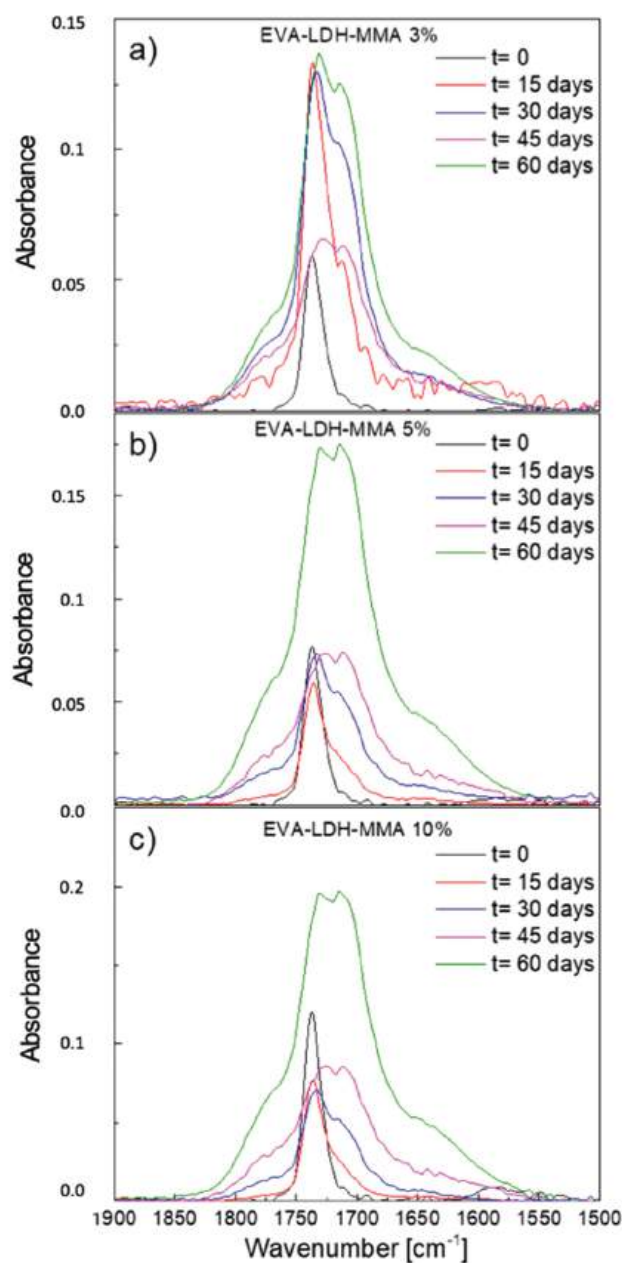 0.15
a)
EVA-LDH-MMA 3%
t= 0
t= 15 days
t= 30 days
t= 45 days
t= 60 days
0.1
Absorbance
0.05
0.0
b)
EVA-LDH-MMA 5%
t= 0
t= 15 days
t= 30 days
t= 45 days
t= 60 days
0.15
0.1
Absorbance
0.05
0.0
c)
EVA-LDH-MMA 10%
t= 0
t= 15 days
t= 30 days
t= 45 days
t= 60 days
0.2
Absorbance
0.1
0.0
1900 1850 1800 1750 1700 1650 1600 1550 1500
Wavenumber [cm⁻¹]